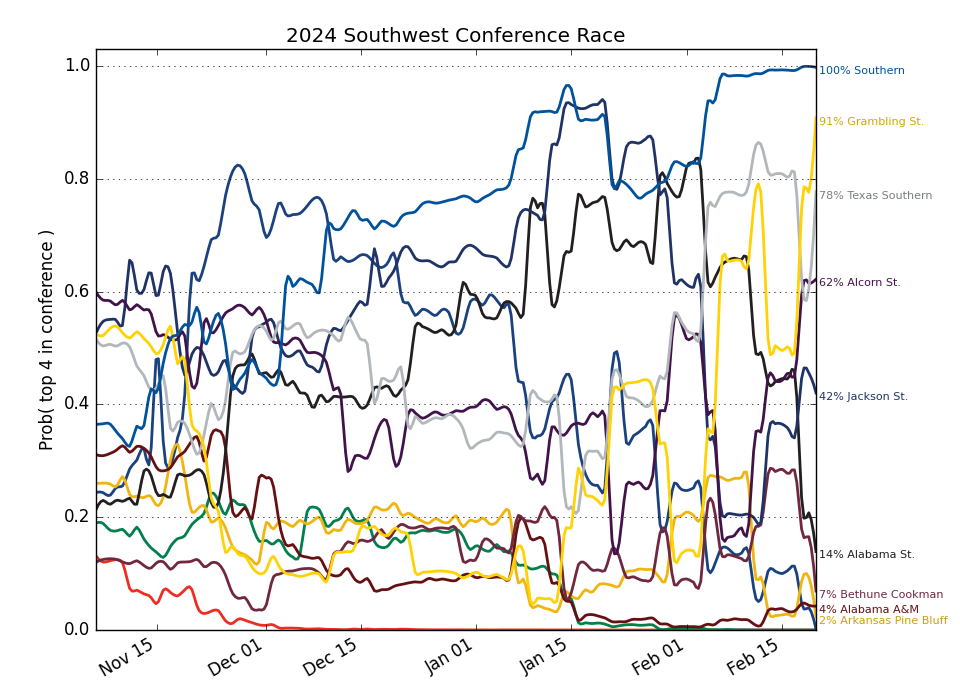 2024 Southwest Conference Race
Prob( top 4 in conference )
1.0
0.8
0.6
0.4
0.2
0.0
Nov 15
Dec 01
Dec 15
Jan 01
Jan 15
Feb 01
Feb 15
100% Southern
91% Grambling St.
78% Texas Southern
62% Alcorn St.
42% Jackson St.
14% Alabama St.
7% Bethune Cookman
4% Alabama A&M
2% Arkansas Pine Bluff